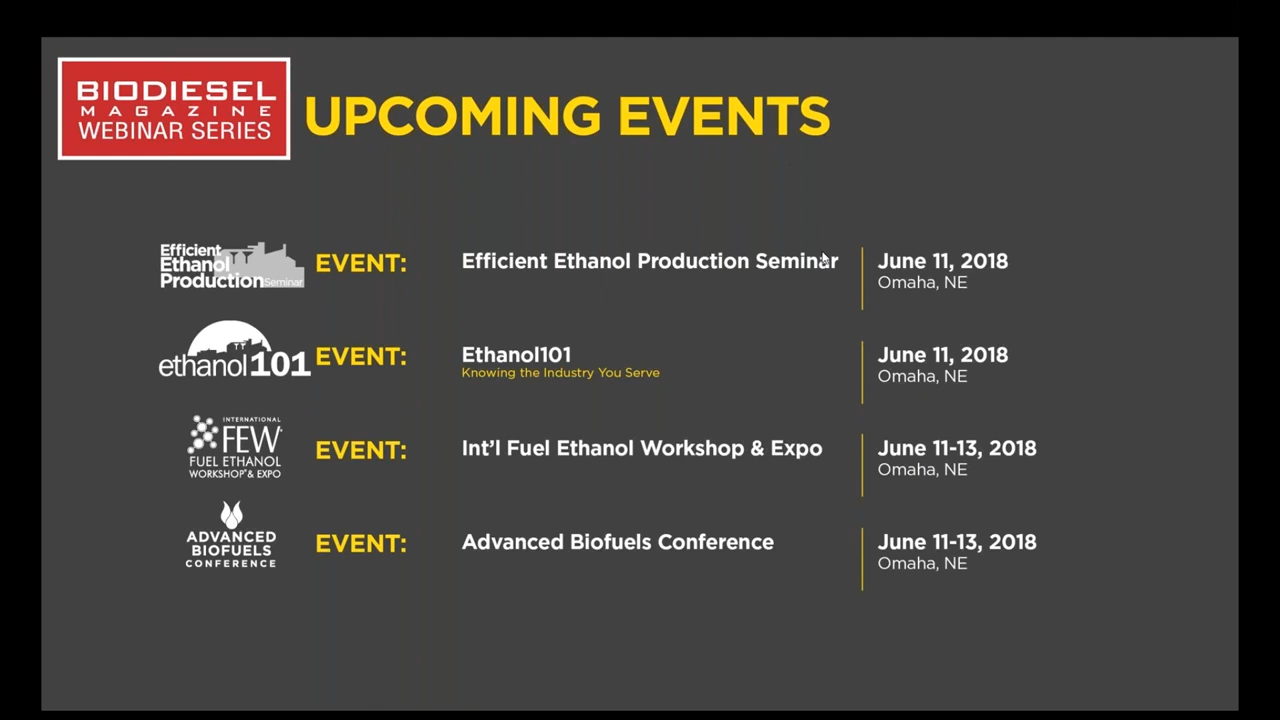 BIODIESEL
MAGAZINE
WEBINAR SERIES
UPCOMING EVENTS
Efficient
Ethanol
Production Seminar
EVENT:
Efficient Ethanol Production Seminar
June 11, 2018
Omaha, NE
ethanol101
EVENT:
Ethanol101
Knowing the Industry You Serve
June 11, 2018
Omaha, NE
INTERNATIONAL
FEW
FUEL ETHANOL
WORKSHOP & EXPO
EVENT:
Int'l Fuel Ethanol Workshop & Expo
June 11-13, 2018
Omaha, NE
ADVANCED
BIOFUELS
CONFERENCE
EVENT:
Advanced Biofuels Conference
June 11-13, 2018
Omaha, NE